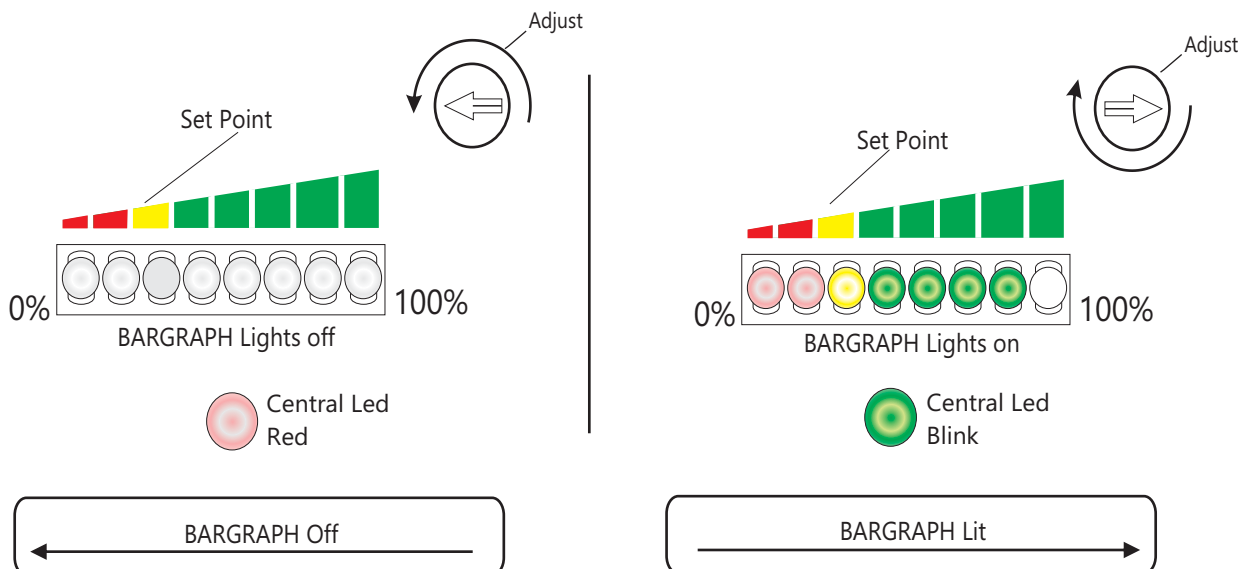 Adjust
Set Point
0%
100%
BARGRAPH Lights off
Central Led
Red
BARGRAPH Off
Adjust
Set Point
0%
100%
BARGRAPH Lights on
Central Led
Blink
BARGRAPH Lit